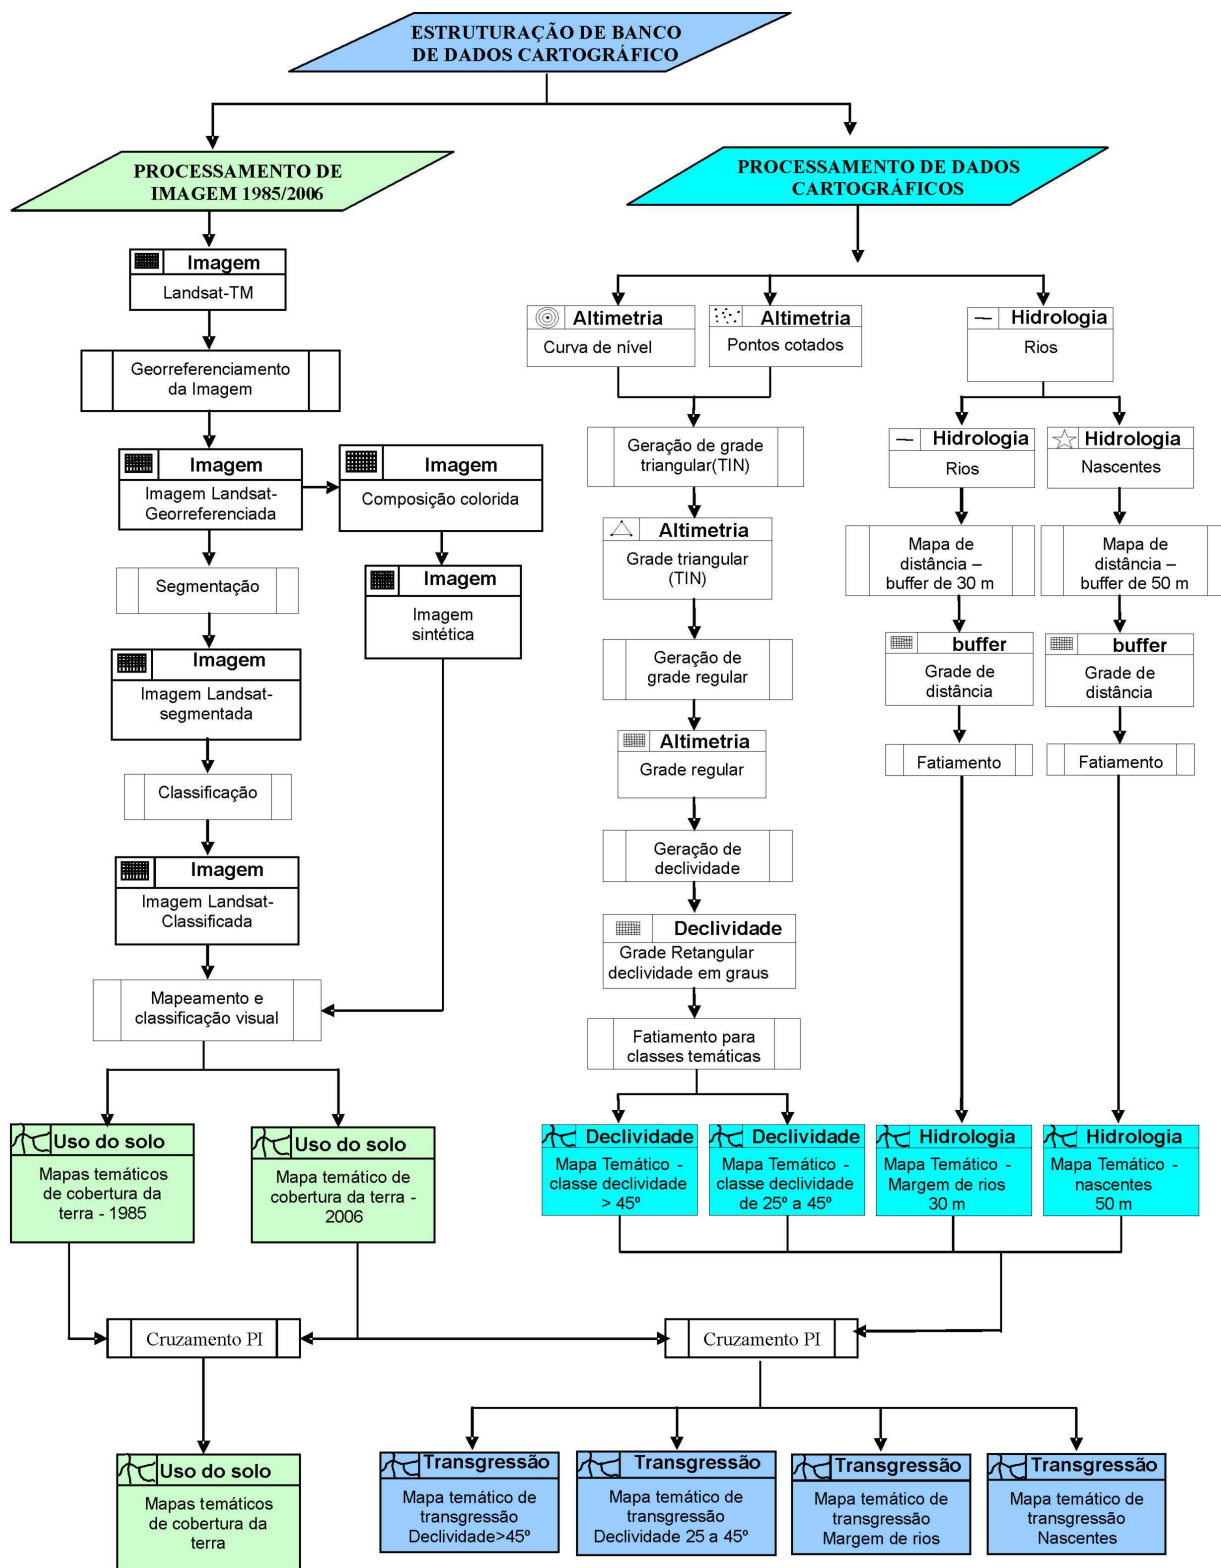 ESTRUTURAÇÃO DE BANCO
DE DADOS CARTOGRÁFICO
PROCESSAMENTO DE
IMAGEM 1985/2006
PROCESSAMENTO DE DADOS
CARTOGRÁFICOS
Imagem
Landsat-TM
Georreferenciamento
da Imagem
Imagem
Imagem Landsat-
Georreferenciada
Imagem
Composição colorida
Segmentação
Imagem
Imagem
sintética
Imagem
Imagem Landsat-
segmentada
Classificação
Imagem
Imagem Landsat-
Classificada
Mapeamento e
classificação visual
Uso do solo
Mapas temáticos
de cobertura da
terra - 1985
Uso do solo
Mapa temático de
cobertura da terra -
2006
Altimetria
Curva de nível
Altimetria
Pontos cotados
Geração de grade
triangular(TIN)
Altimetria
Grade triangular
(TIN)
Geração de
grade regular
Altimetria
Grade regular
Geração de
declividade
Declividade
Grade Retangular
declividade em graus
Fatiamento para
classes temáticas
Hidrologia
Rios
Hidrologia
Rios
Hidrologia
Nascentes
Mapa de
distância –
buffer de 30 m
Mapa de
distância –
buffer de 50 m
buffer
Grade de
distância
buffer
Grade de
distância
Fatiamento
Fatiamento
Declividade
Mapa Temático -
classe declividade
> 45º
Declividade
Mapa Temático -
classe declividade
de 25º a 45º
Hidrologia
Mapa Temático -
Margem de rios
30 m
Hidrologia
Mapa Temático -
nascentes
50 m
Cruzamento PI
Cruzamento PI
Uso do solo
Mapas temáticos
de cobertura da
terra
Transgressão
Mapa temático de
transgressão
Declividade>45º
Transgressão
Mapa temático de
transgressão
Declividade 25 a 45º
Transgressão
Mapa temático de
transgressão
Margem de rios
Transgressão
Mapa temático de
transgressão
Nascentes